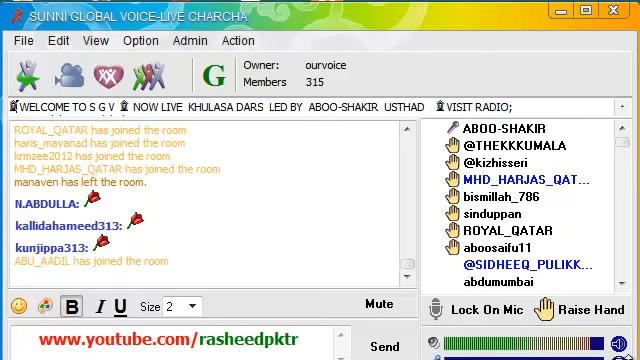 SUNNI GLOBAL VOICE-LIVE CHARCHA
File Edit View Option Admin Action
G
Owner: ourvoice
Members 315
WELCOME TO S G V NOW LIVE KHULASA DARS LED BY ABOO-SHAKIR USTHAD VISIT RADIO;
ROYAL_QATAR has joined the room
haris_mayanad has joined the room
krmzee2012 has joined the room
MHD_HARJAS_QATAR has joined the room
manaven has left the room.
N.ABDULLA:
kallidahameed313:
kunjippa313:
ABU_AADIL has joined the room
ABOO-SHAKIR
@THEKKKUMALA
@kizhisseri
MHD_HARJAS_QAT...
bismillah_786
sinduppan
ROYAL_QATAR
aboosaifu11
@SIDHEEQ_PULIKK...
abdumumbai
B I U Size 2 Mute
Lock On Mic Raise Hand
www.youtube.com/rasheedpktr
Send